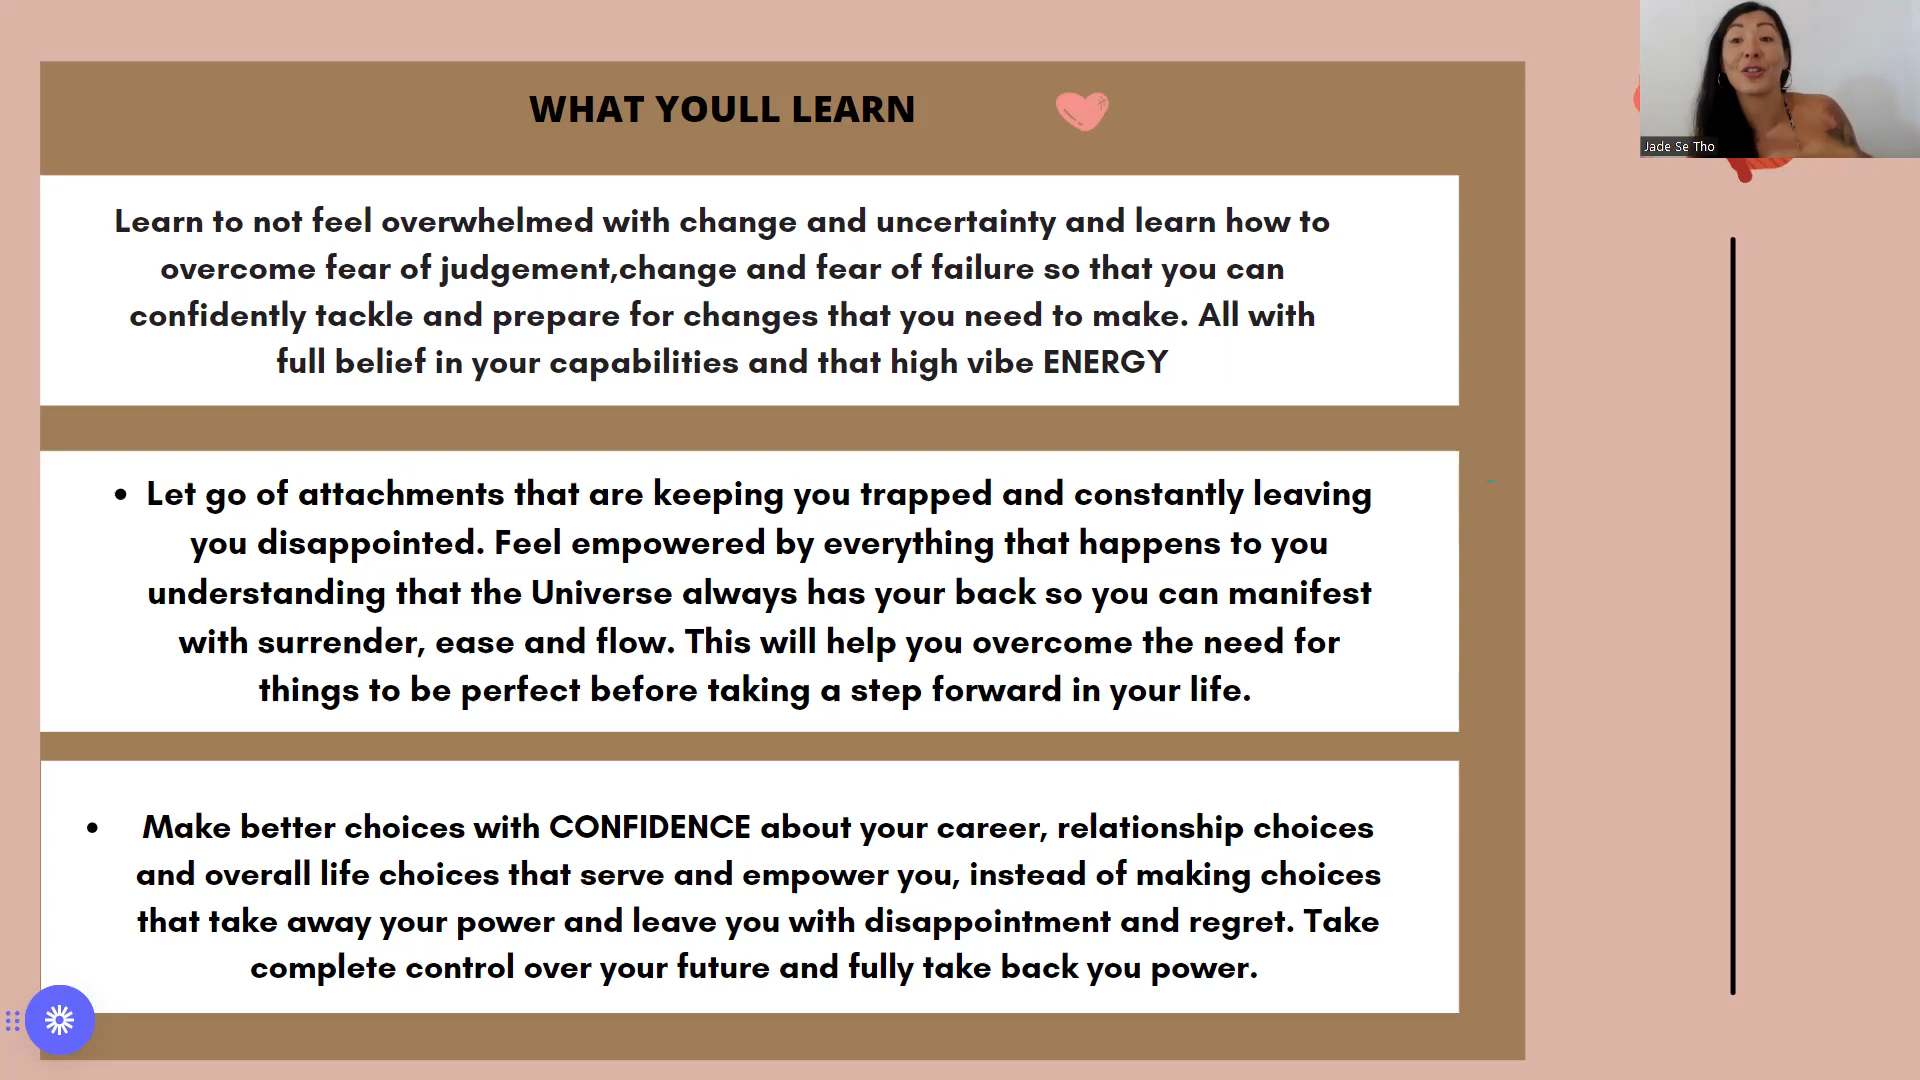 WHAT YOULL LEARN
Jade Se Tho
Learn to not feel overwhelmed with change and uncertainty and learn how to
overcome fear of judgement,change and fear of failure so that you can
confidently tackle and prepare for changes that you need to make. All with
full belief in your capabilities and that high vibe ENERGY
• Let go of attachments that are keeping you trapped and constantly leaving
you disappointed. Feel empowered by everything that happens to you
understanding that the Universe always has your back so you can manifest
with surrender, ease and flow. This will help you overcome the need for
things to be perfect before taking a step forward in your life.
• Make better choices with CONFIDENCE about your career, relationship choices
and overall life choices that serve and empower you, instead of making choices
that take away your power and leave you with disappointment and regret. Take
complete control over your future and fully take back you power.